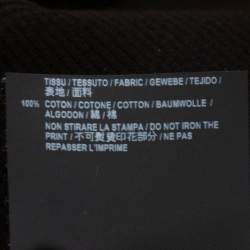 TISSU / TESSUTO / FABRIC / GEWEBE / TEJIDO /
表地 / 面料
100% COTON / COTONE / COTTON / BAUMWOLLE /
ALGODON / 綿 / 棉
NON STIRARE LA STAMPA / DO NOT IRON THE
PRINT / 不可熨烫印花部分 / NE PAS
REPASSER L'IMPRIME